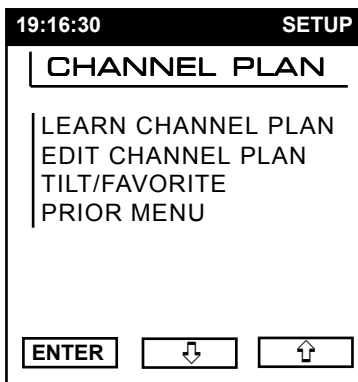 19:16:30 SETUP
CHANNEL PLAN
LEARN CHANNEL PLAN
EDIT CHANNEL PLAN
TILT/FAVORITE
PRIOR MENU
ENTER